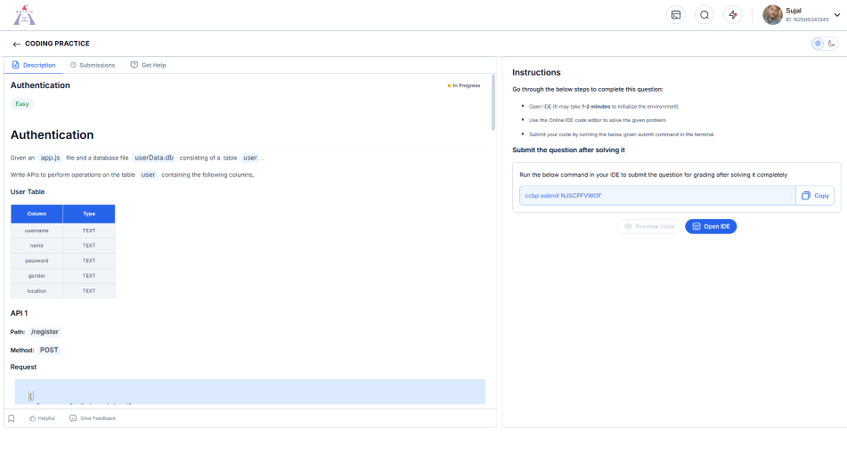 Sujal
ID: N25H03A1345
CODING PRACTICE
Description
Submissions
Get Help
Authentication
In Progress
Easy
Authentication
Given an app.js file and a database file userData.db consisting of a table user .
Write APIs to perform operations on the table user containing the following columns,
User Table
Column Type
username TEXT
name TEXT
password TEXT
gender TEXT
location TEXT
API 1
Path: /register
Method: POST
Request
{
Helpful
Give Feedback
Instructions
Go through the below steps to complete this question:
Open IDE (It may take 1-2 minutes to initialize the environment)
Use the Online IDE code editor to solve the given problem.
Submit your code by running the below given submit command in the terminal.
Submit the question after solving it
Run the below command in your IDE to submit the question for grading after solving it completely
ccbp submit NJSCPFVWOF
Copy
Preview code
Open IDE